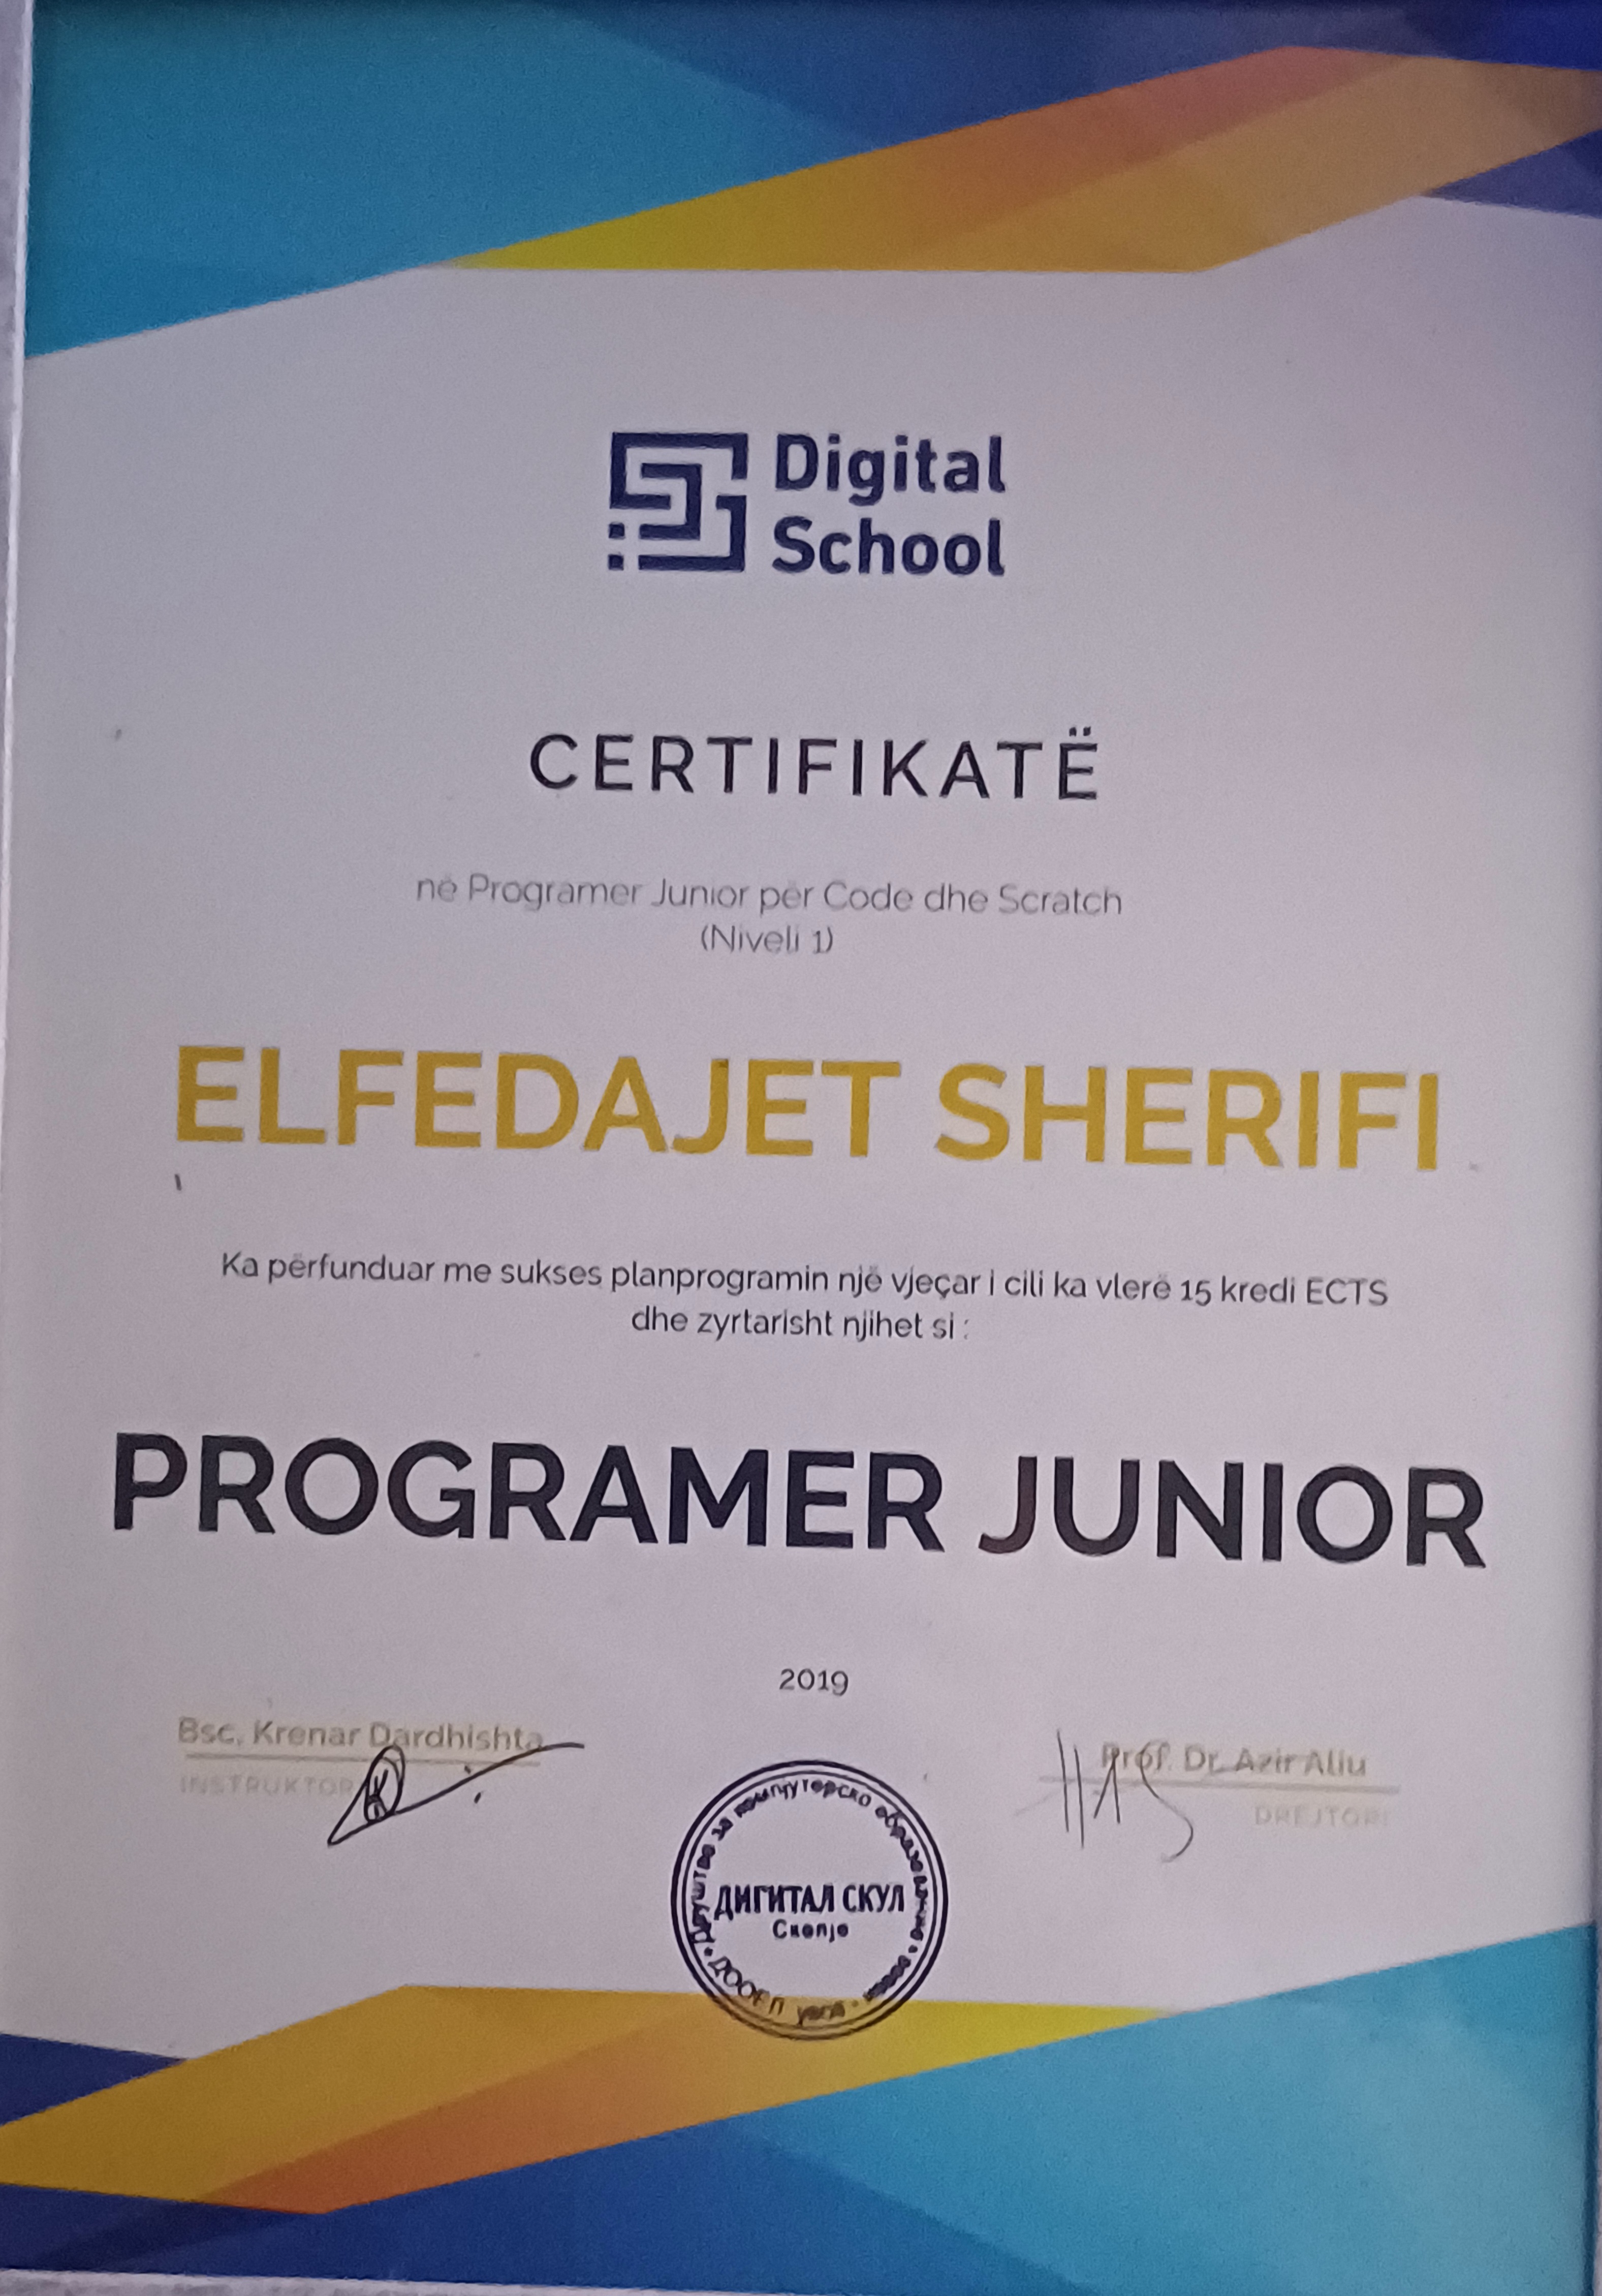 Digital
School
CERTIFIKATË
në Programer Junior për Code dhe Scratch
(Niveli 1)
ELFEDAJET SHERIFI
Ka përfunduar me sukses planprogramin një vjeçar i cili ka vlerë 15 kredi ECTS
dhe zyrtarisht njihet si :
PROGRAMER JUNIOR
2019
Bsc. Krenar Dardhishta
INSTRUKTOR
Prof. Dr. Azir Aliu
DREJTORI
Друштво за компјутерско образование
ДИГИТАЛ СКУЛ
Скопје
ДООЕЛ увоз